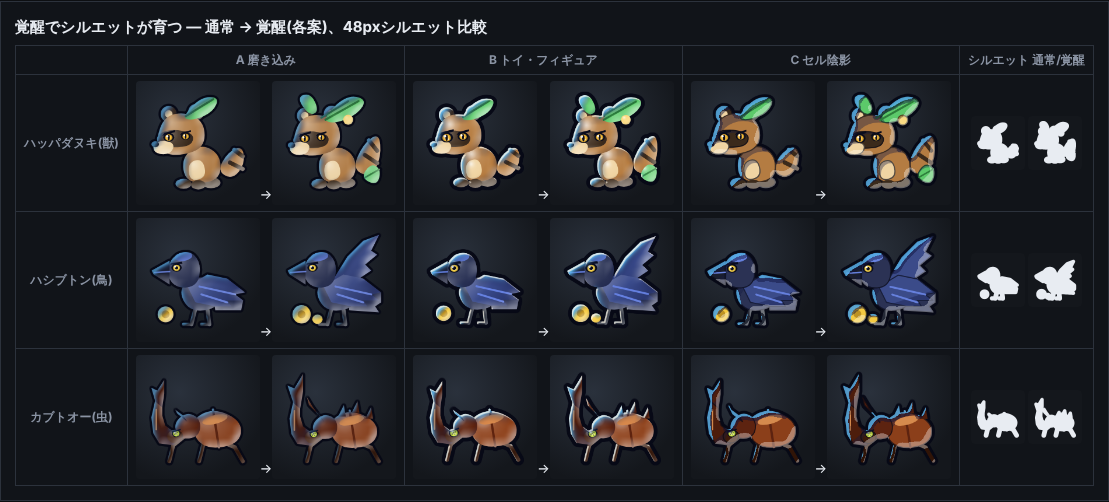 覚醒でシルエットが育つ — 通常 → 覚醒(各案)、48pxシルエット比較
A 磨き込み
B トイ・フィギュア
C セル陰影
シルエット 通常/覚醒
ハッパダヌキ(獣)
→
→
→
ハシブトン(鳥)
→
→
→
カブトオー(虫)
→
→
→